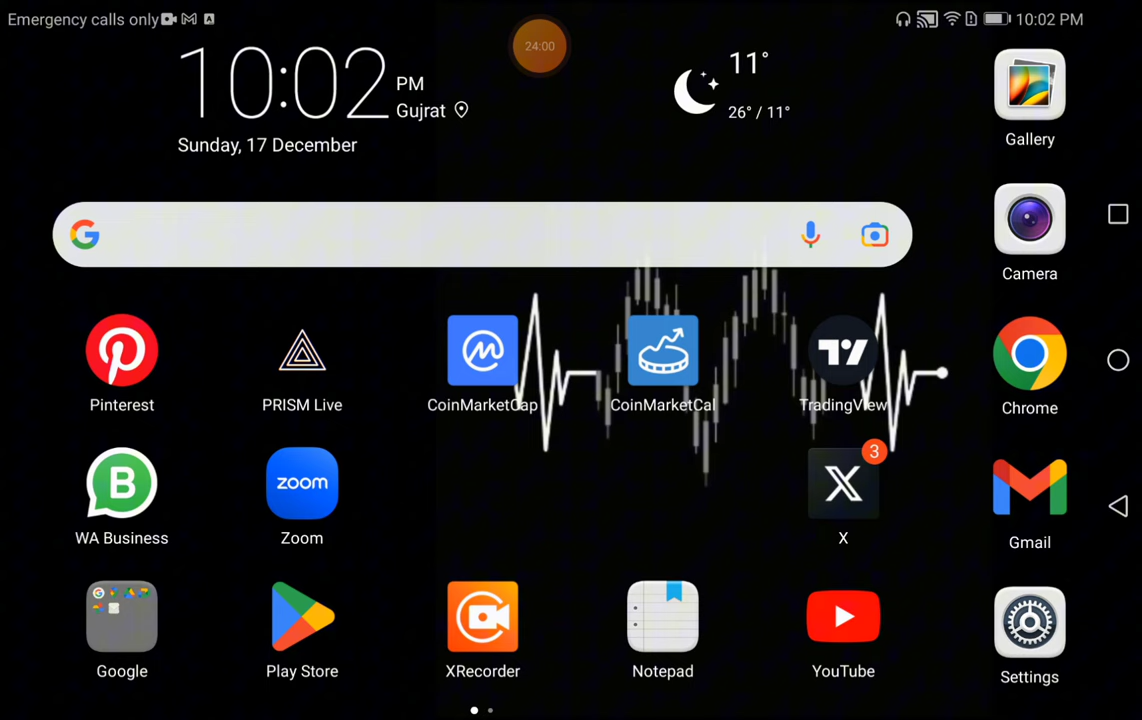 Emergency calls only
10:02 PM
24:00
10:02 PM
Gujrat
Sunday, 17 December
11°
26° / 11°
Gallery
Camera
Pinterest
PRISM Live
CoinMarketCap
CoinMarketCal
TradingView
Chrome
B
WA Business
zoom
Zoom
3
X
Gmail
Google
Play Store
XRecorder
Notepad
YouTube
Settings